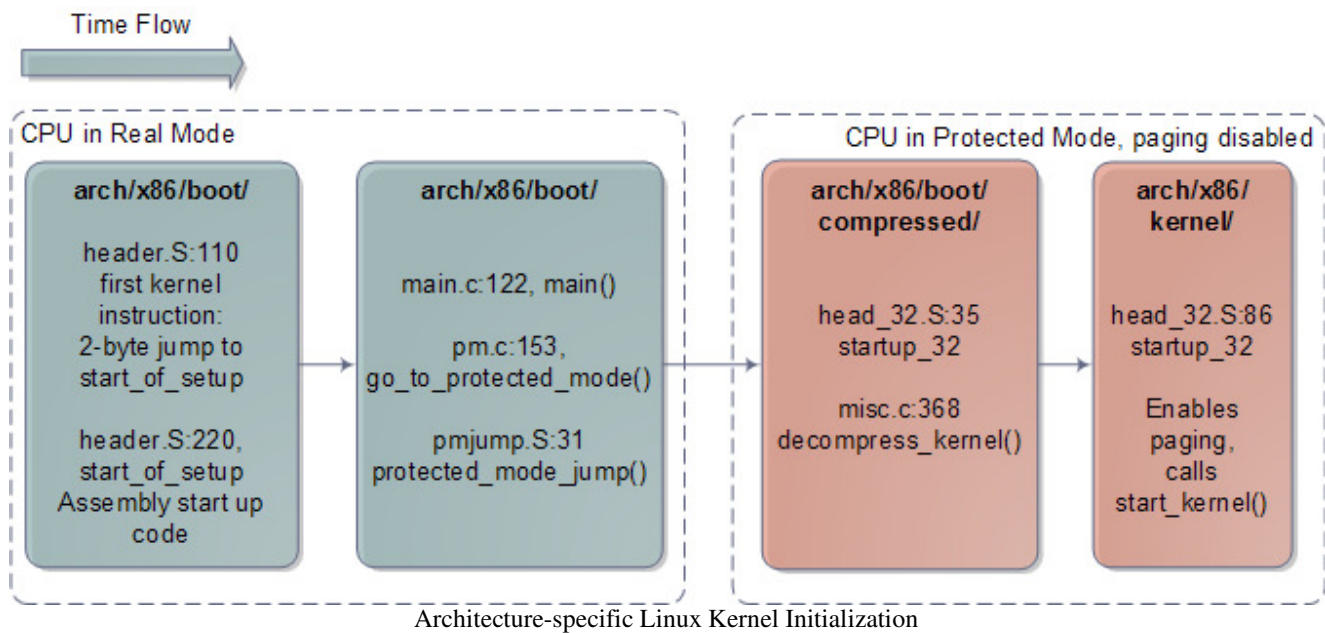 Time Flow
CPU in Real Mode
arch/x86/boot/
header.S:110
first kernel
instruction:
2-byte jump to
start_of_setup
header.S:220,
start_of_setup
Assembly start up
code
arch/x86/boot/
main.c:122, main()
pm.c:153,
go_to_protected_mode()
pmjump.S:31
protected_mode_jump()
CPU in Protected Mode, paging disabled
arch/x86/boot/
compressed/
head_32.S:35
startup_32
misc.c:368
decompress_kernel()
arch/x86/
kernel/
head_32.S:86
startup_32
Enables
paging,
calls
start_kernel()
Architecture-specific Linux Kernel Initialization